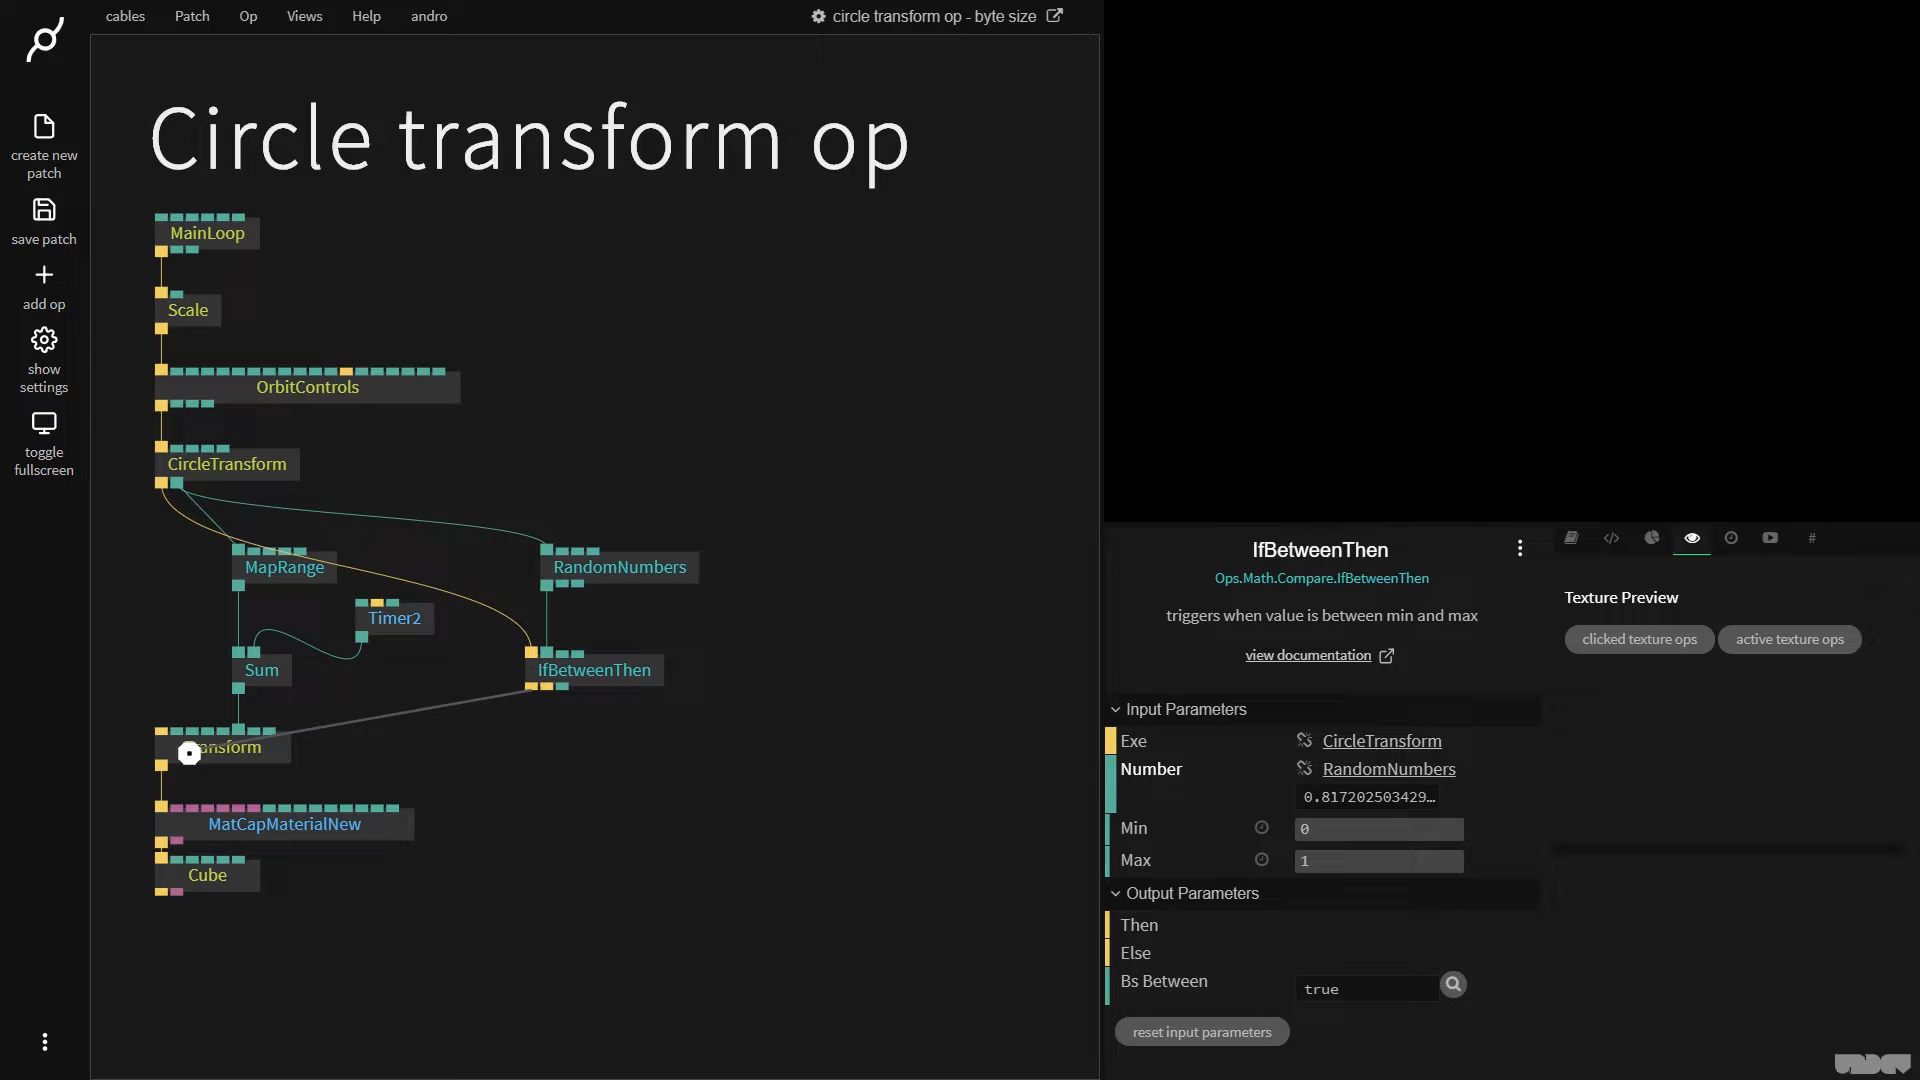 cables Patch Op Views Help andro
circle transform op - byte size
create new
patch
save patch
add op
show
settings
toggle
fullscreen
Circle transform op
MainLoop
Scale
OrbitControls
CircleTransform
MapRange
RandomNumbers
Timer2
Sum
IfBetweenThen
ansform
MatCapMaterialNew
Cube
IfBetweenThen
Ops.Math.Compare.IfBetweenThen
triggers when value is between min and max
view documentation
Input Parameters
Exe CircleTransform
Number RandomNumbers
0.817202503429…
Min 0
Max 1
Output Parameters
Then
Else
Bs Between true
reset input parameters
#
Texture Preview
clicked texture ops active texture ops